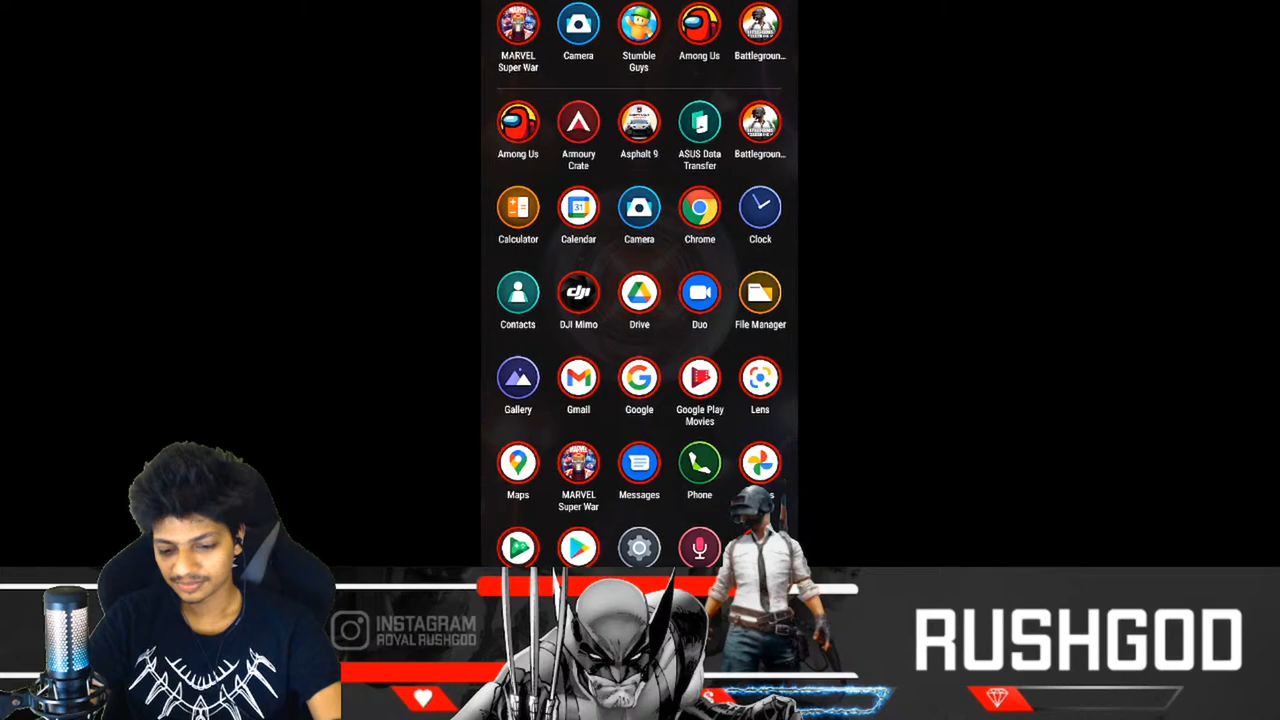 MARVEL
Super War
Camera
Stumble
Guys
Among Us
Battlegroun...
Among Us
Armoury
Crate
Asphalt 9
ASUS Data
Transfer
Battlegroun...
Calculator
Calendar
Camera
Chrome
Clock
31
Contacts
DJI Mimo
Drive
Duo
File Manager
dji
Gallery
Gmail
Google
Google Play
Movies
Lens
Maps
MARVEL
Super War
Messages
Phone
INSTAGRAM
ROYAL RUSHGOD
RUSHGOD